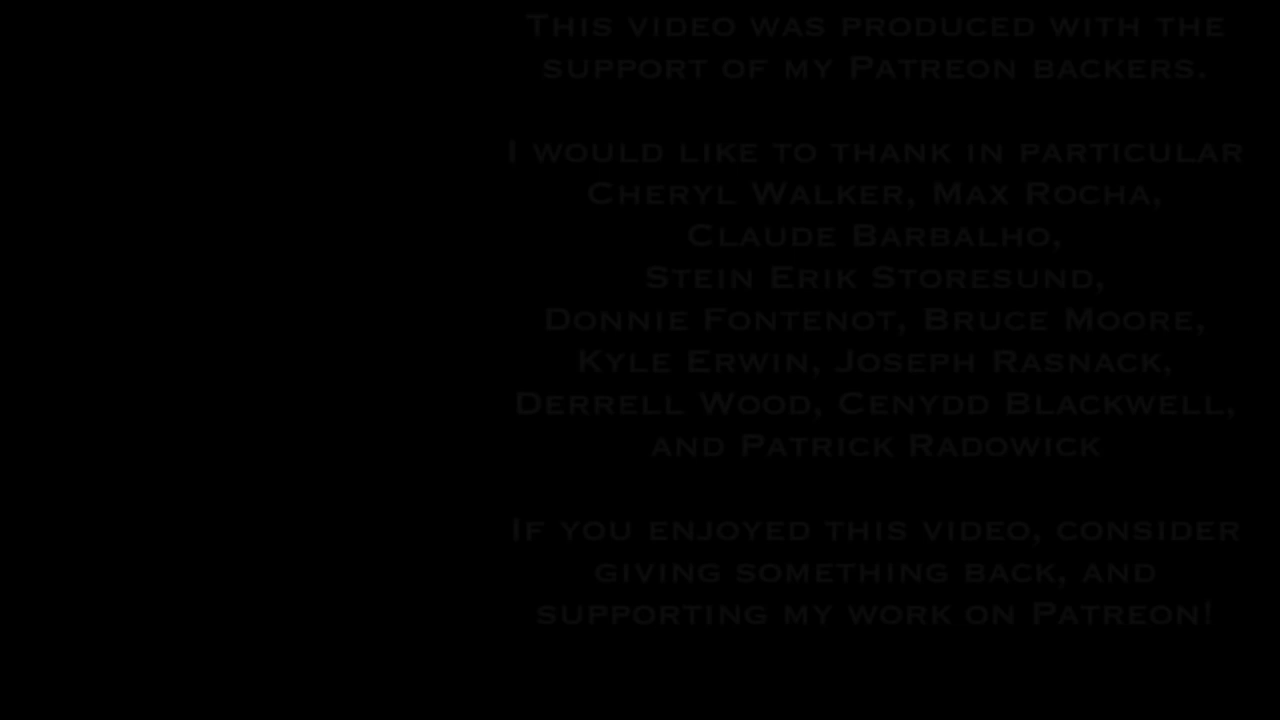 This video was produced with the
support of my Patreon backers.
I would like to thank in particular
Cheryl Walker, Max Rocha,
Claude Barbalho,
Stein Erik Storesund,
Donnie Fontenot, Bruce Moore,
Kyle Erwin, Joseph Rasnack,
Derrell Wood, Cenydd Blackwell,
and Patrick Radowick
If you enjoyed this video, consider
giving something back, and
supporting my work on Patreon!